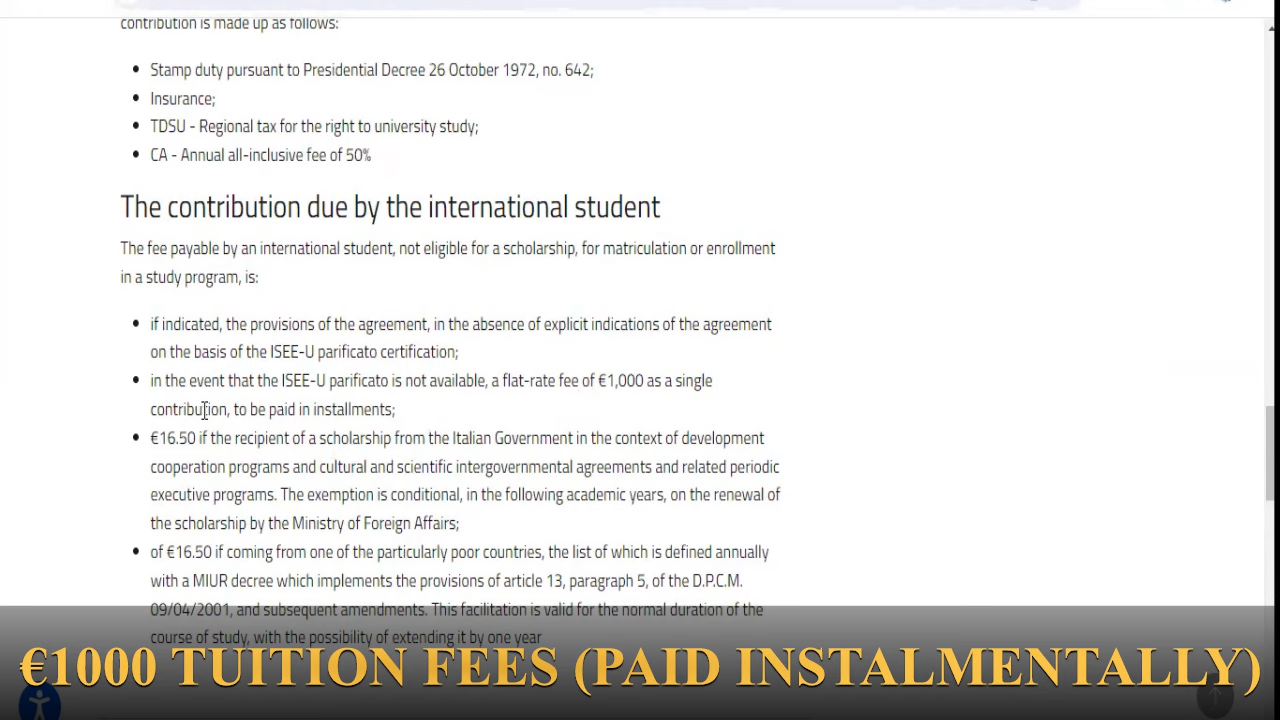 contribution is made up as follows:
Stamp duty pursuant to Presidential Decree 26 October 1972, no. 642;
Insurance;
TDSU - Regional tax for the right to university study;
CA - Annual all-inclusive fee of 50%
The contribution due by the international student
The fee payable by an international student, not eligible for a scholarship, for matriculation or enrollment
in a study program, is:
if indicated, the provisions of the agreement, in the absence of explicit indications of the agreement
on the basis of the ISEE-U parificato certification;
in the event that the ISEE-U parificato is not available, a flat-rate fee of €1,000 as a single
contribution, to be paid in installments;
€16.50 if the recipient of a scholarship from the Italian Government in the context of development
cooperation programs and cultural and scientific intergovernmental agreements and related periodic
executive programs. The exemption is conditional, in the following academic years, on the renewal of
the scholarship by the Ministry of Foreign Affairs;
of €16.50 if coming from one of the particularly poor countries, the list of which is defined annually
with a MIUR decree which implements the provisions of article 13, paragraph 5, of the D.P.C.M.
09/04/2001, and subsequent amendments. This facilitation is valid for the normal duration of the
course of study, with the possibility of extending it by one year
€1000 TUITION FEES (PAID INSTALMENTALLY)